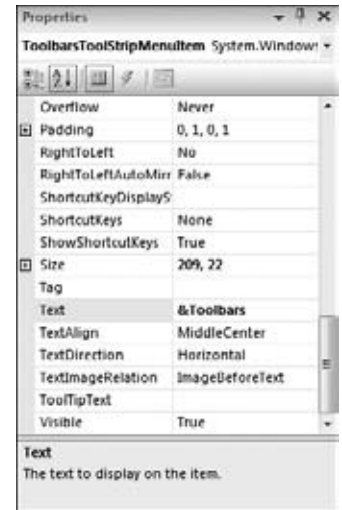 Properties
ToolbarsToolStripMenuItem System.Window:
Overflow Never
Padding 0, 1, 0, 1
RightToLeft No
RightToLeftAutoMirr False
ShortcutKeyDisplayS
ShortcutKeys None
ShowShortcutKeys True
Size 209, 22
Tag
Text &Toolbars
TextAlign MiddleCenter
TextDirection Horizontal
TextImageRelation ImageBeforeText
ToolTipText
Visible True
Text
The text to display on the item.